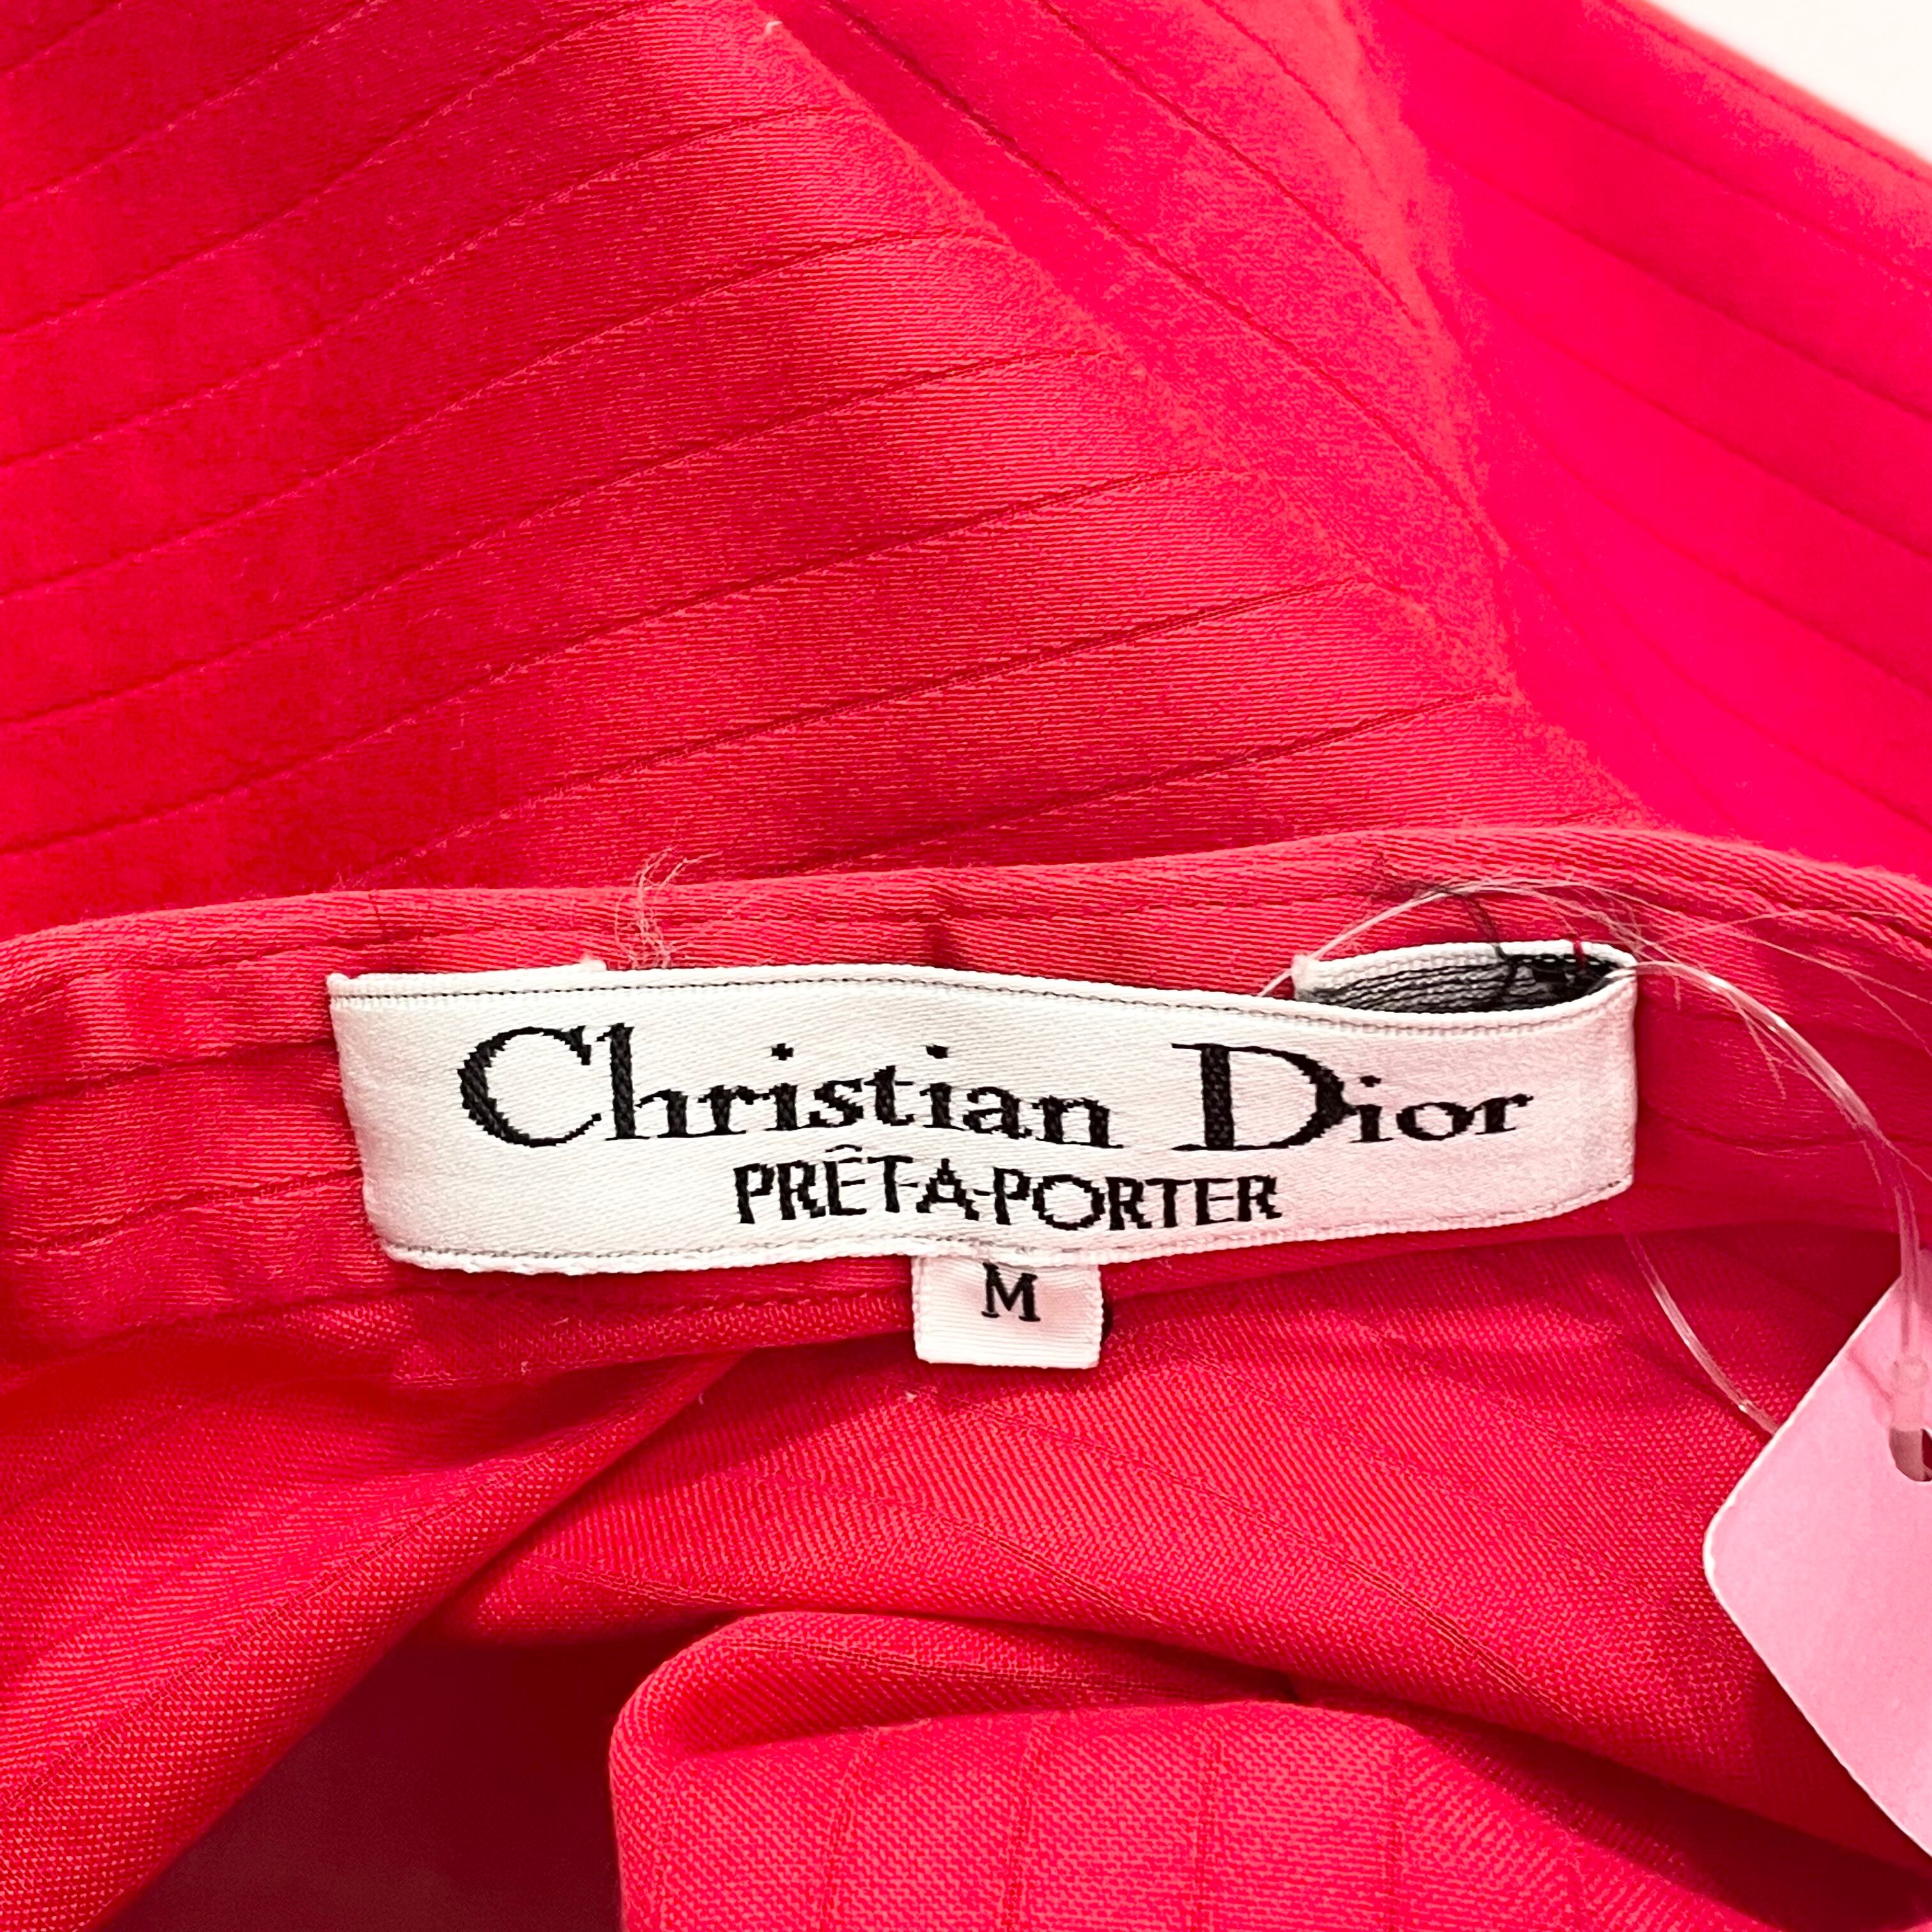 Christian Dior
PRÊT-A-PORTER
M